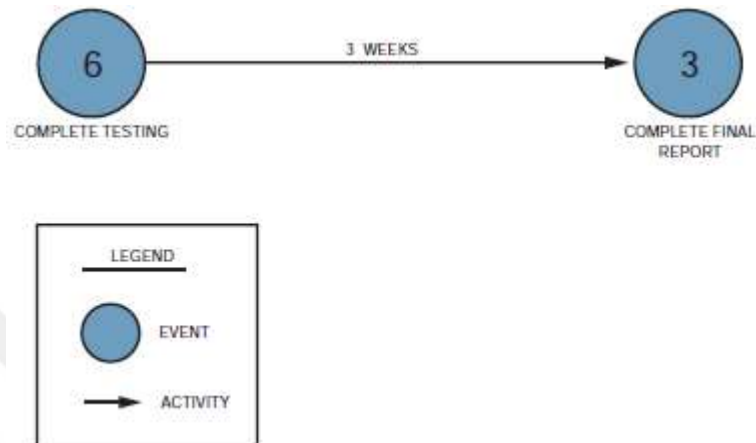 6
3 WEEKS
3
COMPLETE TESTING
COMPLETE FINAL
REPORT
LEGEND
EVENT
ACTIVITY